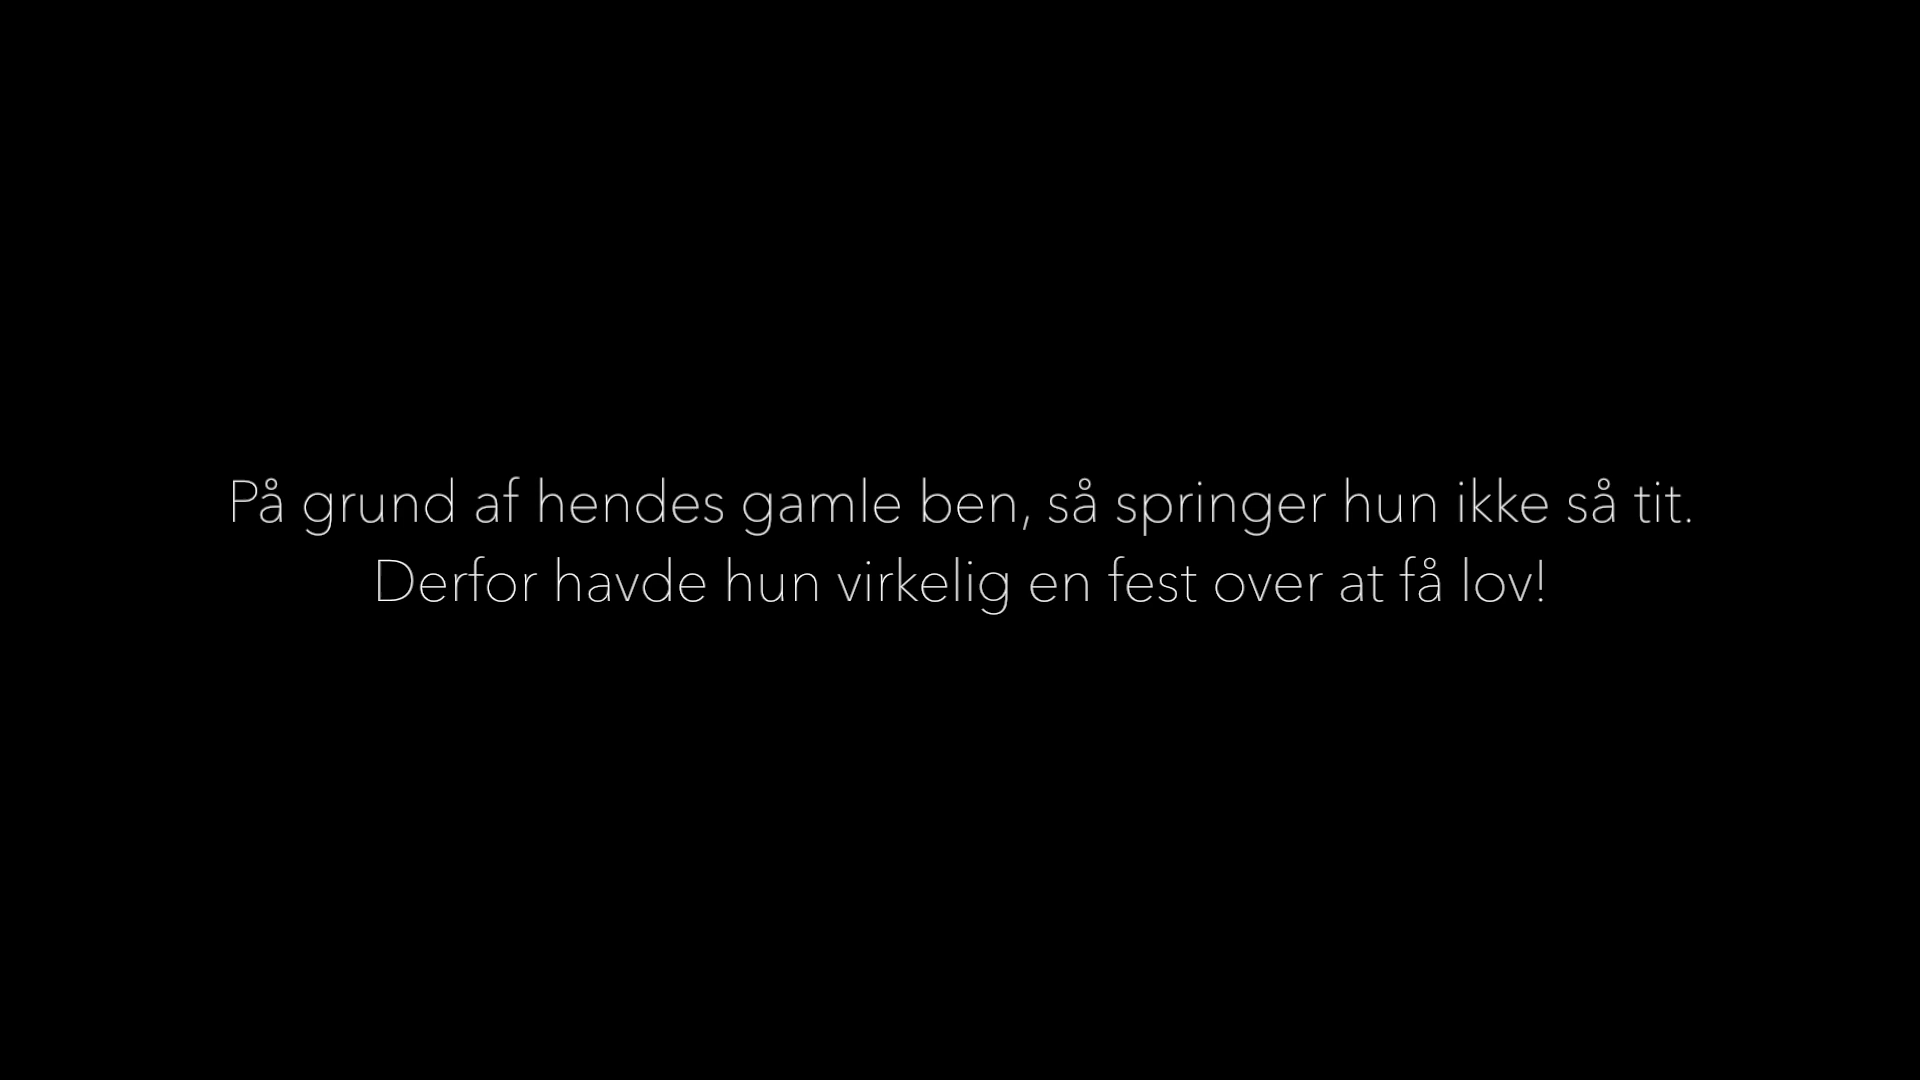 På grund af hendes gamle ben, så springer hun ikke så tit.
Derfor havde hun virkelig en fest over at få lov!